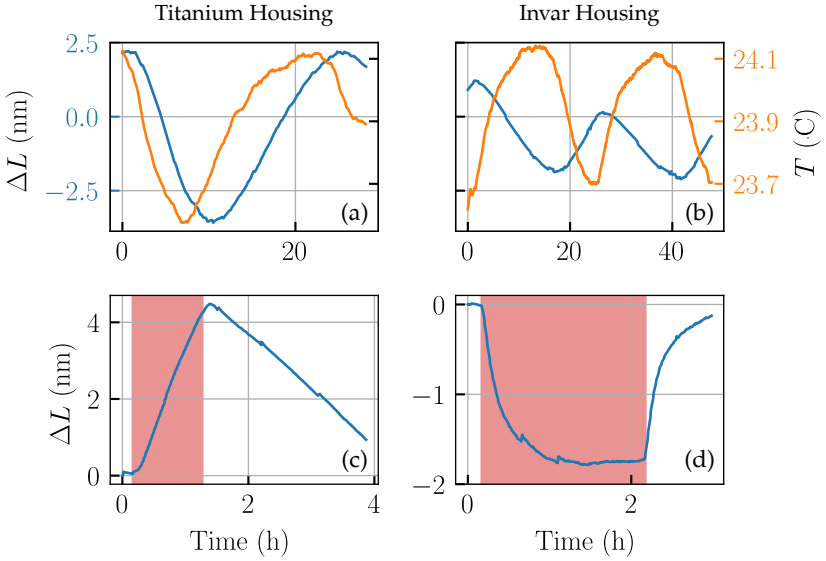 Titanium Housing
Invar Housing
2.5
0.0
−2.5
ΔL (nm)
(a)
0
20
24.1
23.9
23.7
T (·C)
(b)
0
20
40
4
2
0
ΔL (nm)
(c)
0
2
4
Time (h)
0
−1
−2
(d)
0
2
Time (h)